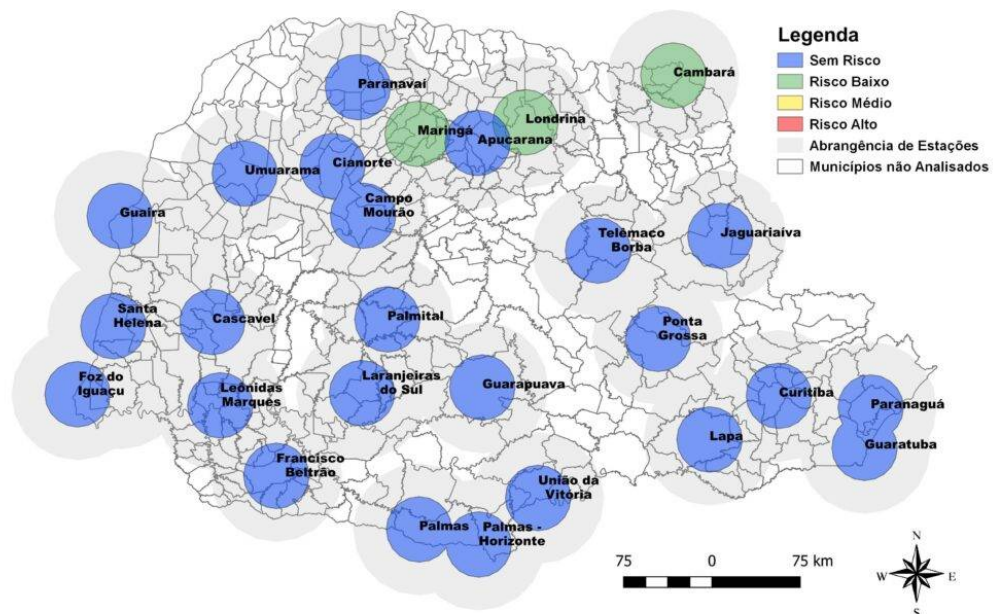 Legenda
Sem Risco
Risco Baixo
Risco Médio
Risco Alto
Abrangência de Estações
Municípios não Analisados
Cambará
Paranavaí
Maringá
Londrina
Apucarana
Cianorte
Umuarama
Campo
Mourão
Guaíra
Telêmaco
Borba
Jaguariaíva
Santa
Helena
Cascavel
Palmital
Ponta
Grossa
Foz do
Iguaçu
Leônidas
Marques
Laranjeiras
do Sul
Guarapuava
Curitiba
Paranaguá
Lapa
Guaratuba
Francisco
Beltrão
União da
Vitória
Palmas
Palmas -
Horizonte
75 0 75 km
N
W E
S